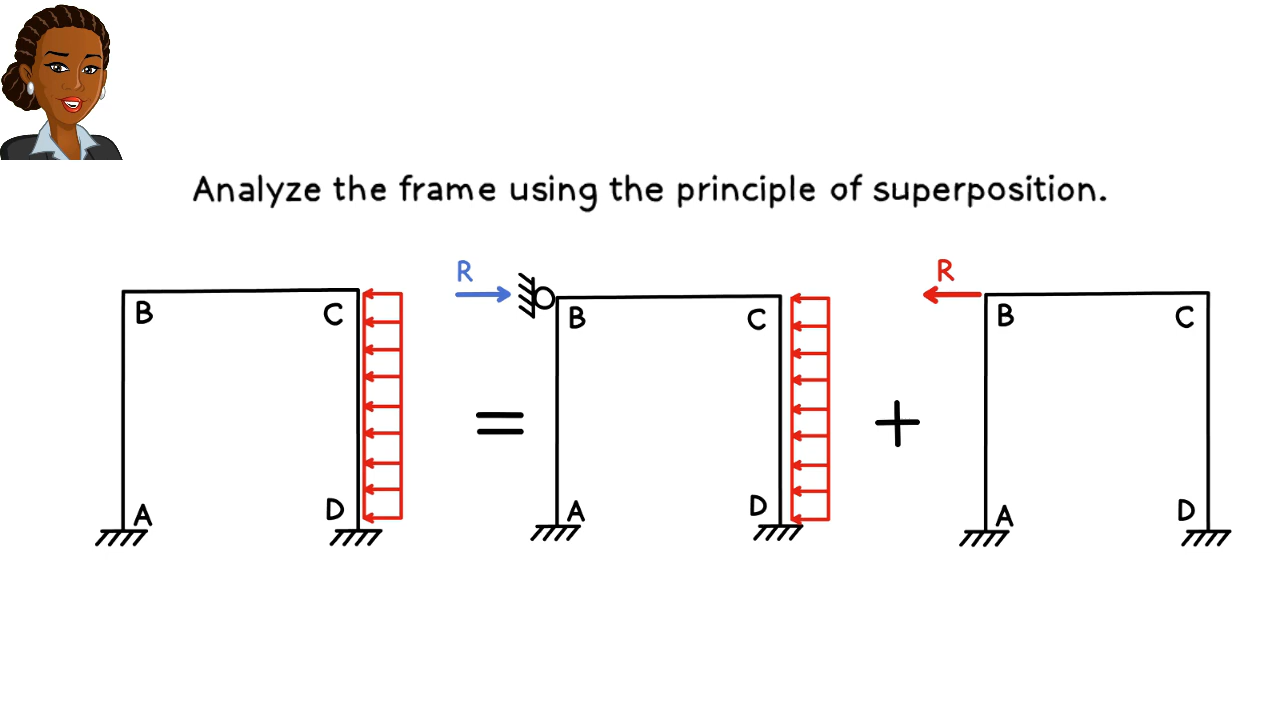 Analyze the frame using the principle of superposition.
R
R
B
C
B
C
B
C
=
+
A
D
A
D
A
D